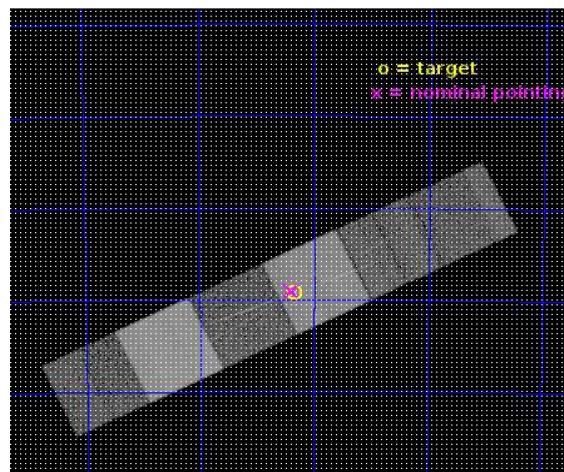 o = target
x = nominal pointing